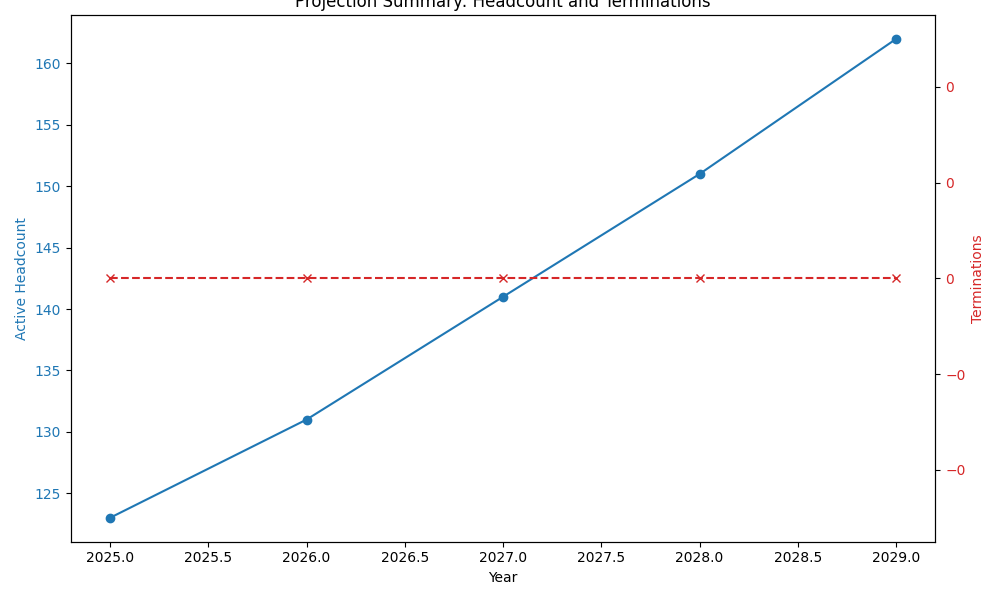 Projection Summary: Headcount and Terminations
160
155
150
145
140
135
130
125
Active Headcount
0
0
0
−0
−0
Terminations
2025.0 2025.5 2026.0 2026.5 2027.0 2027.5 2028.0 2028.5 2029.0
Year